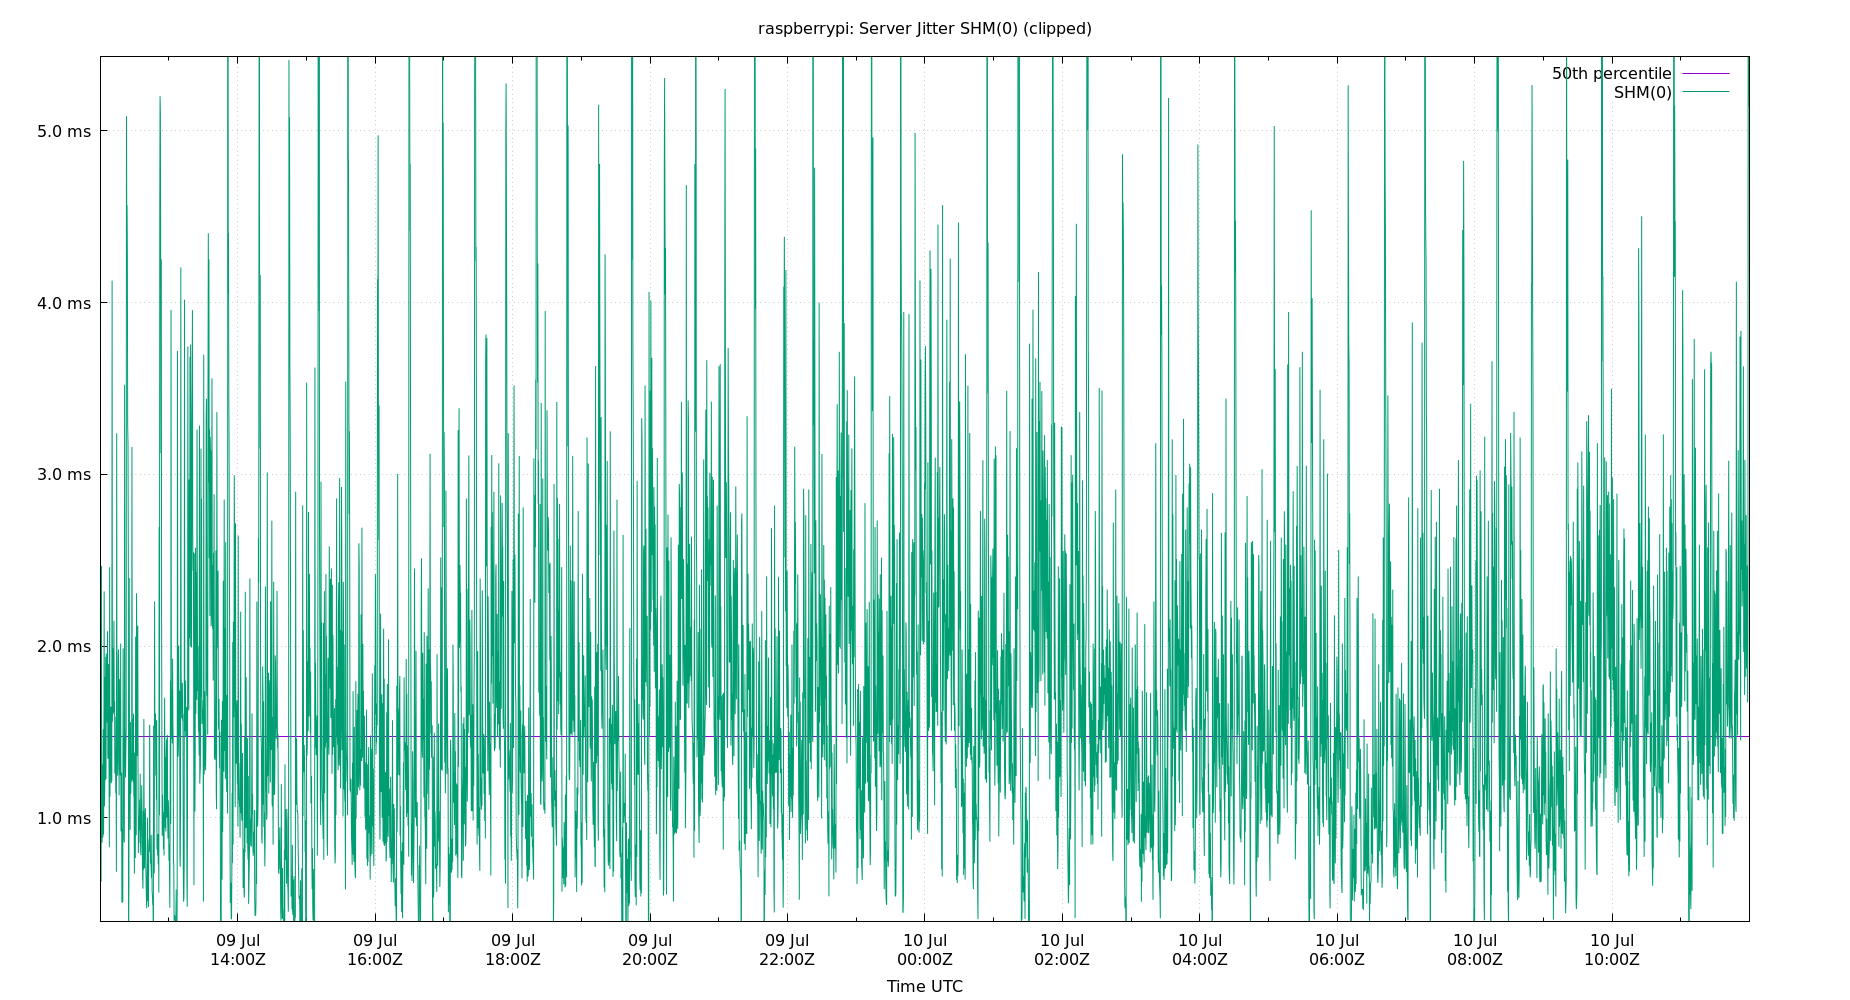 raspberrypi: Server Jitter SHM(0) (clipped)
50th percentile
SHM(0)
5.0 ms
4.0 ms
3.0 ms
2.0 ms
1.0 ms
09 Jul 09 Jul 09 Jul 09 Jul 09 Jul 10 Jul 10 Jul 10 Jul 10 Jul 10 Jul 10 Jul
14:00Z 16:00Z 18:00Z 20:00Z 22:00Z 00:00Z 02:00Z 04:00Z 06:00Z 08:00Z 10:00Z
Time UTC